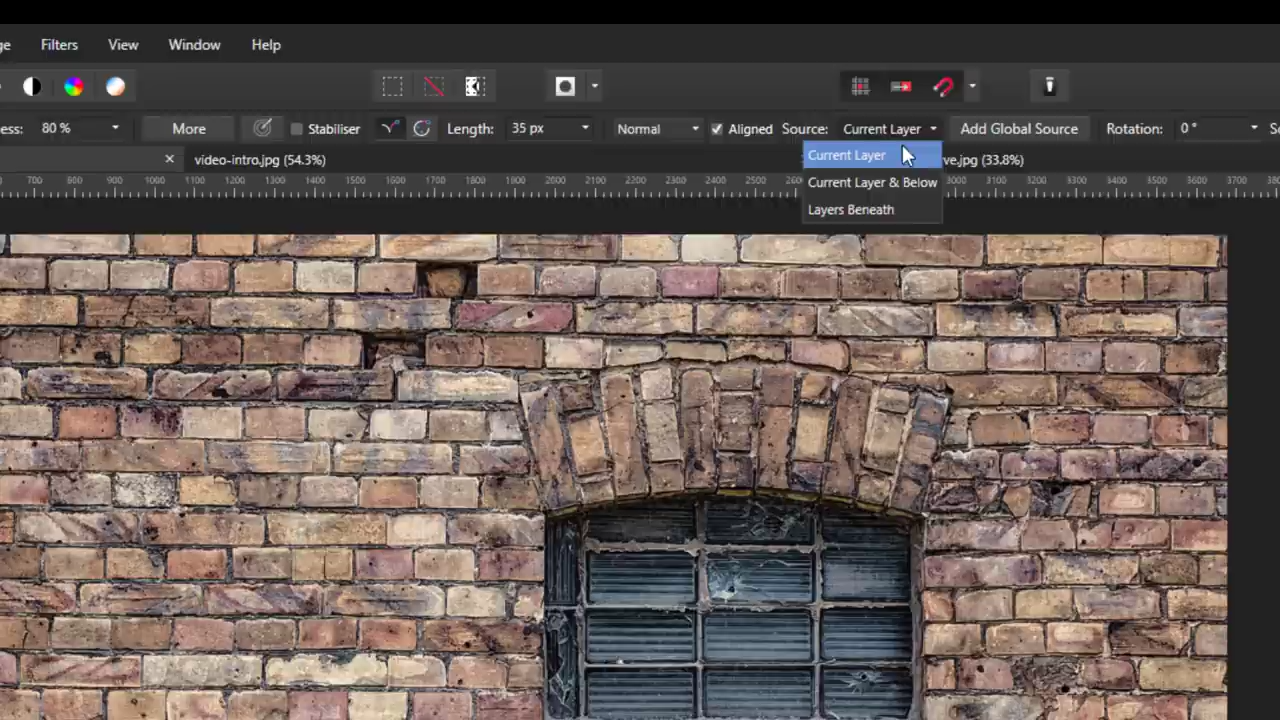 ge Filters View Window Help
ess: 80 % More Stabiliser Length: 35 px Normal Aligned Source: Current Layer Add Global Source Rotation: 0 ° S
video-intro.jpg (54.3%) ve.jpg (33.8%)
Current Layer
Current Layer & Below
Layers Beneath
700 800 900 1000 1100 1200 1300 1400 1500 1600 1700 1800 1900 2000 2100 2200 2300 2400 2500 3000 3100 3200 3300 3400 3500 3600 3700